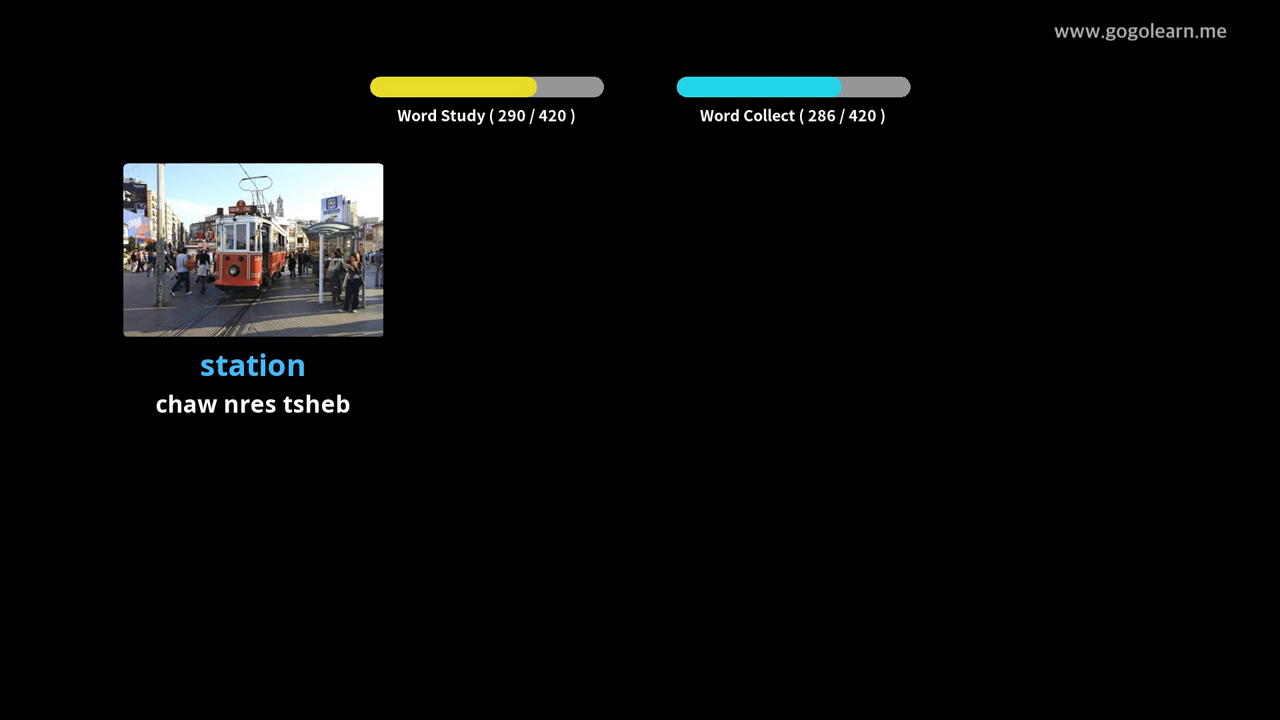 www.gogolearn.me
Word Study ( 290 / 420 )
Word Collect ( 286 / 420 )
station
chaw nres tsheb